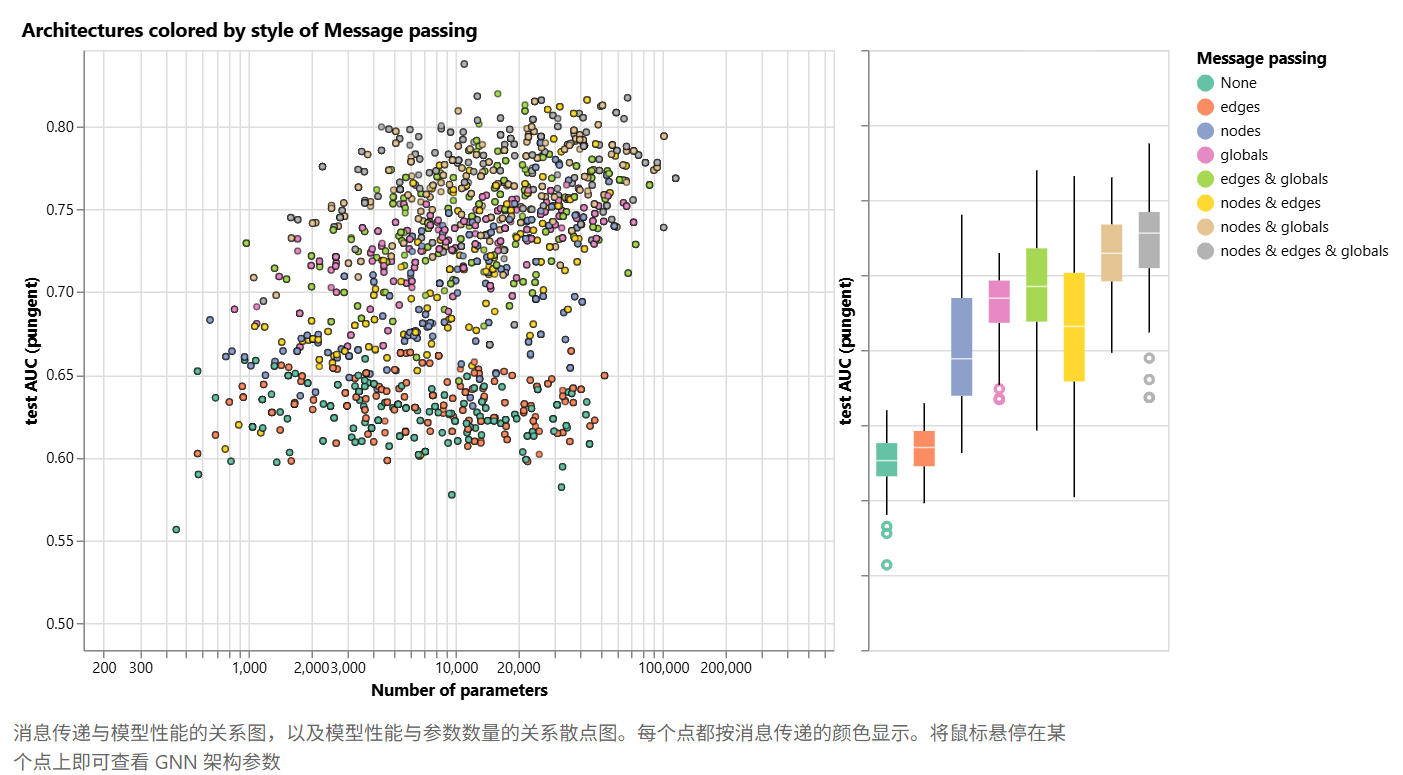 Architectures colored by style of Message passing
test AUC (pungent)
0.80
0.75
0.70
0.65
0.60
0.55
0.50
200 300 1,000 2,000 3,000 10,000 20,000 100,000 200,000
Number of parameters
test AUC (pungent)
Message passing
None
edges
nodes
globals
edges & globals
nodes & edges
nodes & globals
nodes & edges & globals
消息传递与模型性能的关系图，以及模型性能与参数数量的关系散点图。每个点都按消息传递的颜色显示。将鼠标悬停在某
个点上即可查看 GNN 架构参数